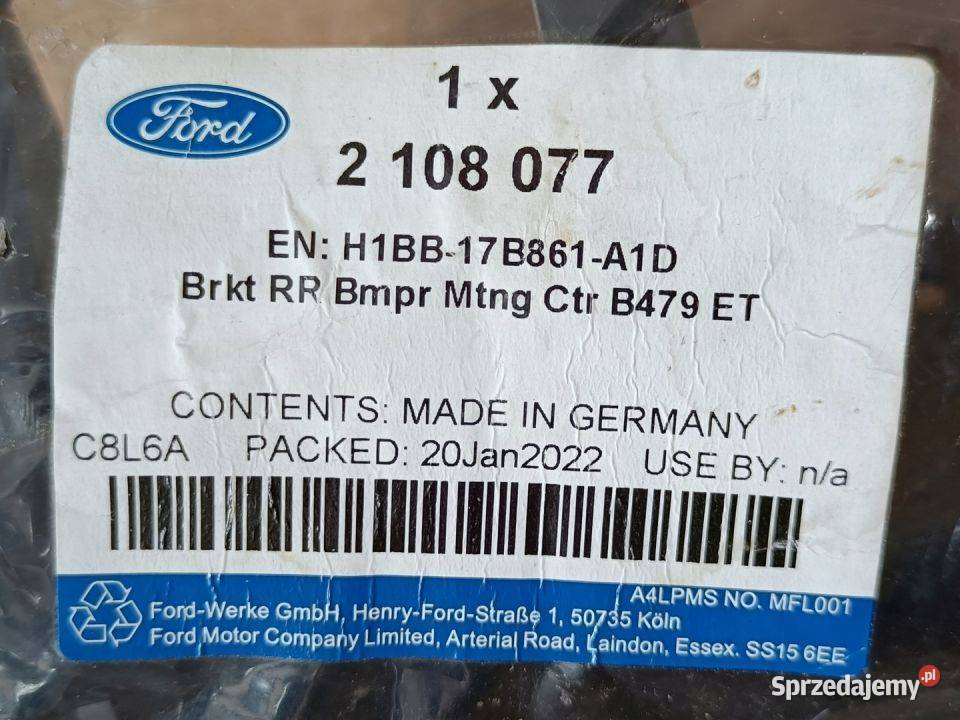 Ford
1 x
2 108 077
EN: H1BB-17B861-A1D
Brkt RR Bmpr Mtng Ctr B479 ET
CONTENTS: MADE IN GERMANY
C8L6A PACKED: 20Jan2022 USE BY: n/a
A4LPMS NO. MFL001
Ford-Werke GmbH, Henry-Ford-Straße 1, 50735 Köln
Ford Motor Company Limited, Arterial Road, Laindon, Essex. SS15 6EE
Sprzedajemy.pl